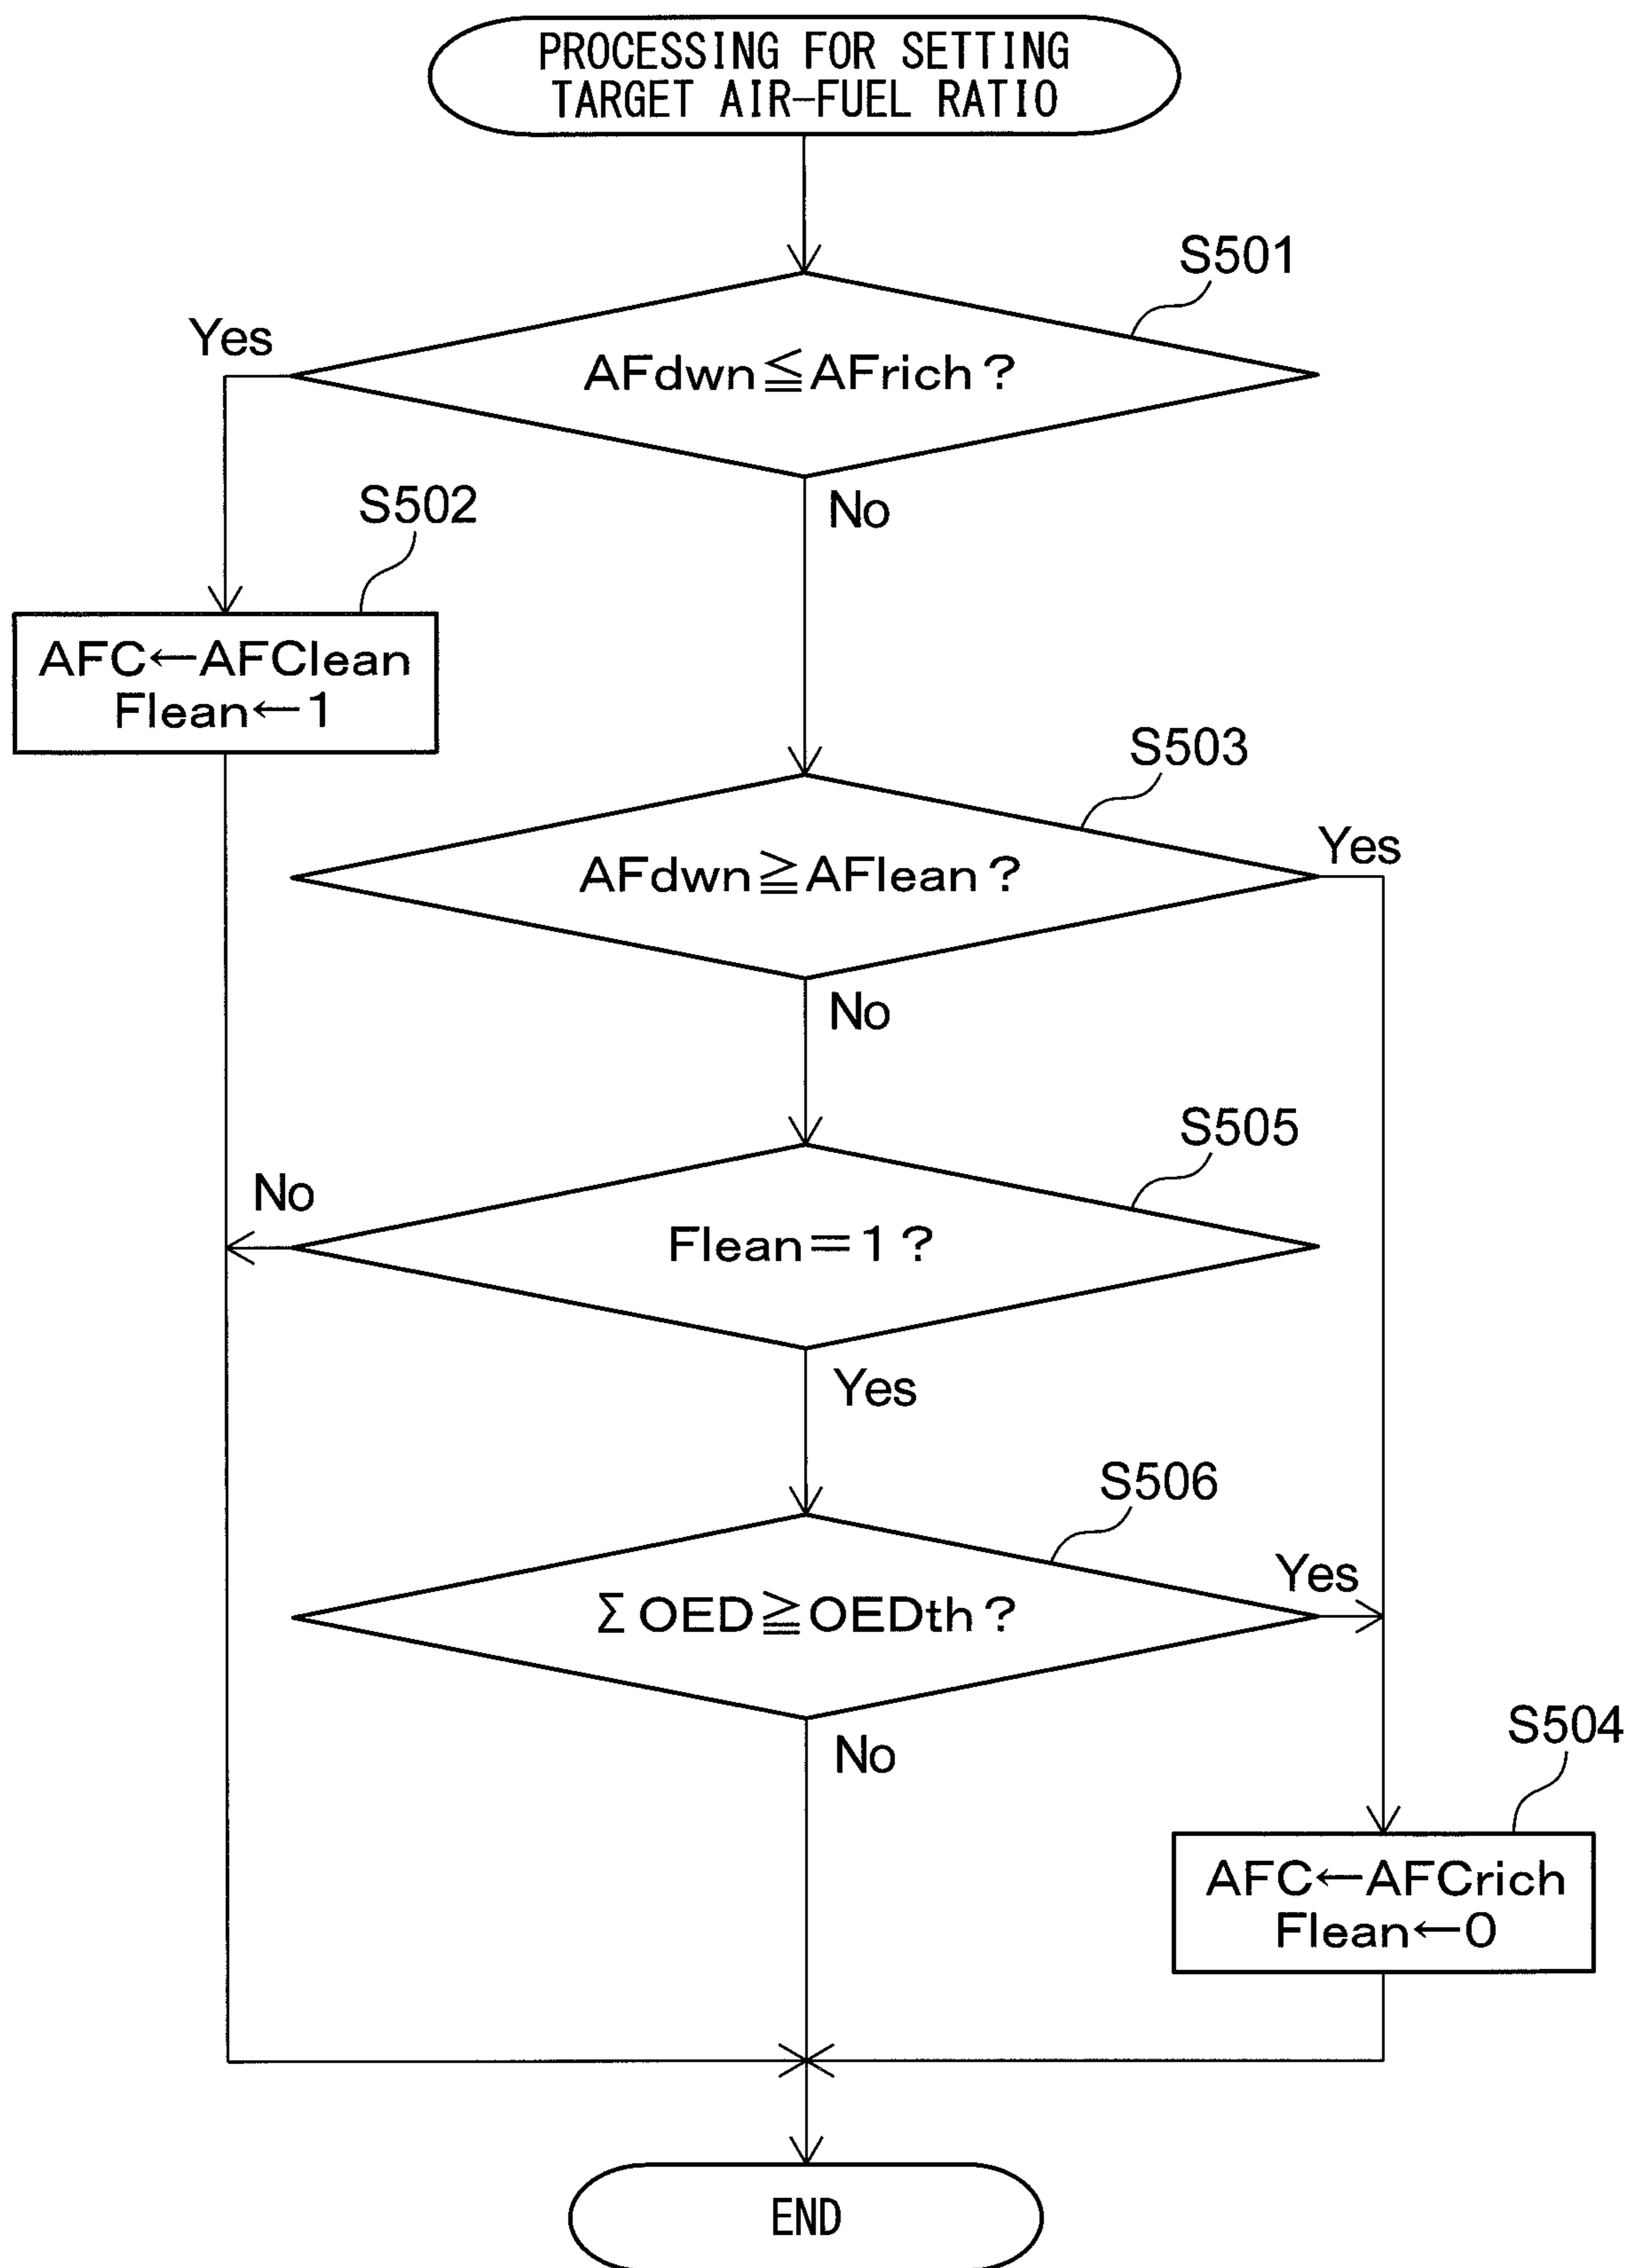 PROCESSING FOR SETTING
TARGET AIR-FUEL RATIO
S501
AFdwn≦AFrich?
Yes
No
S502
AFC←AFClean
Flean←1
S503
AFdwn≧AFlean?
Yes
No
S505
Flean=1?
No
Yes
S506
ΣOED≧OEDth?
Yes
No
S504
AFC←AFCrich
Flean←0
END